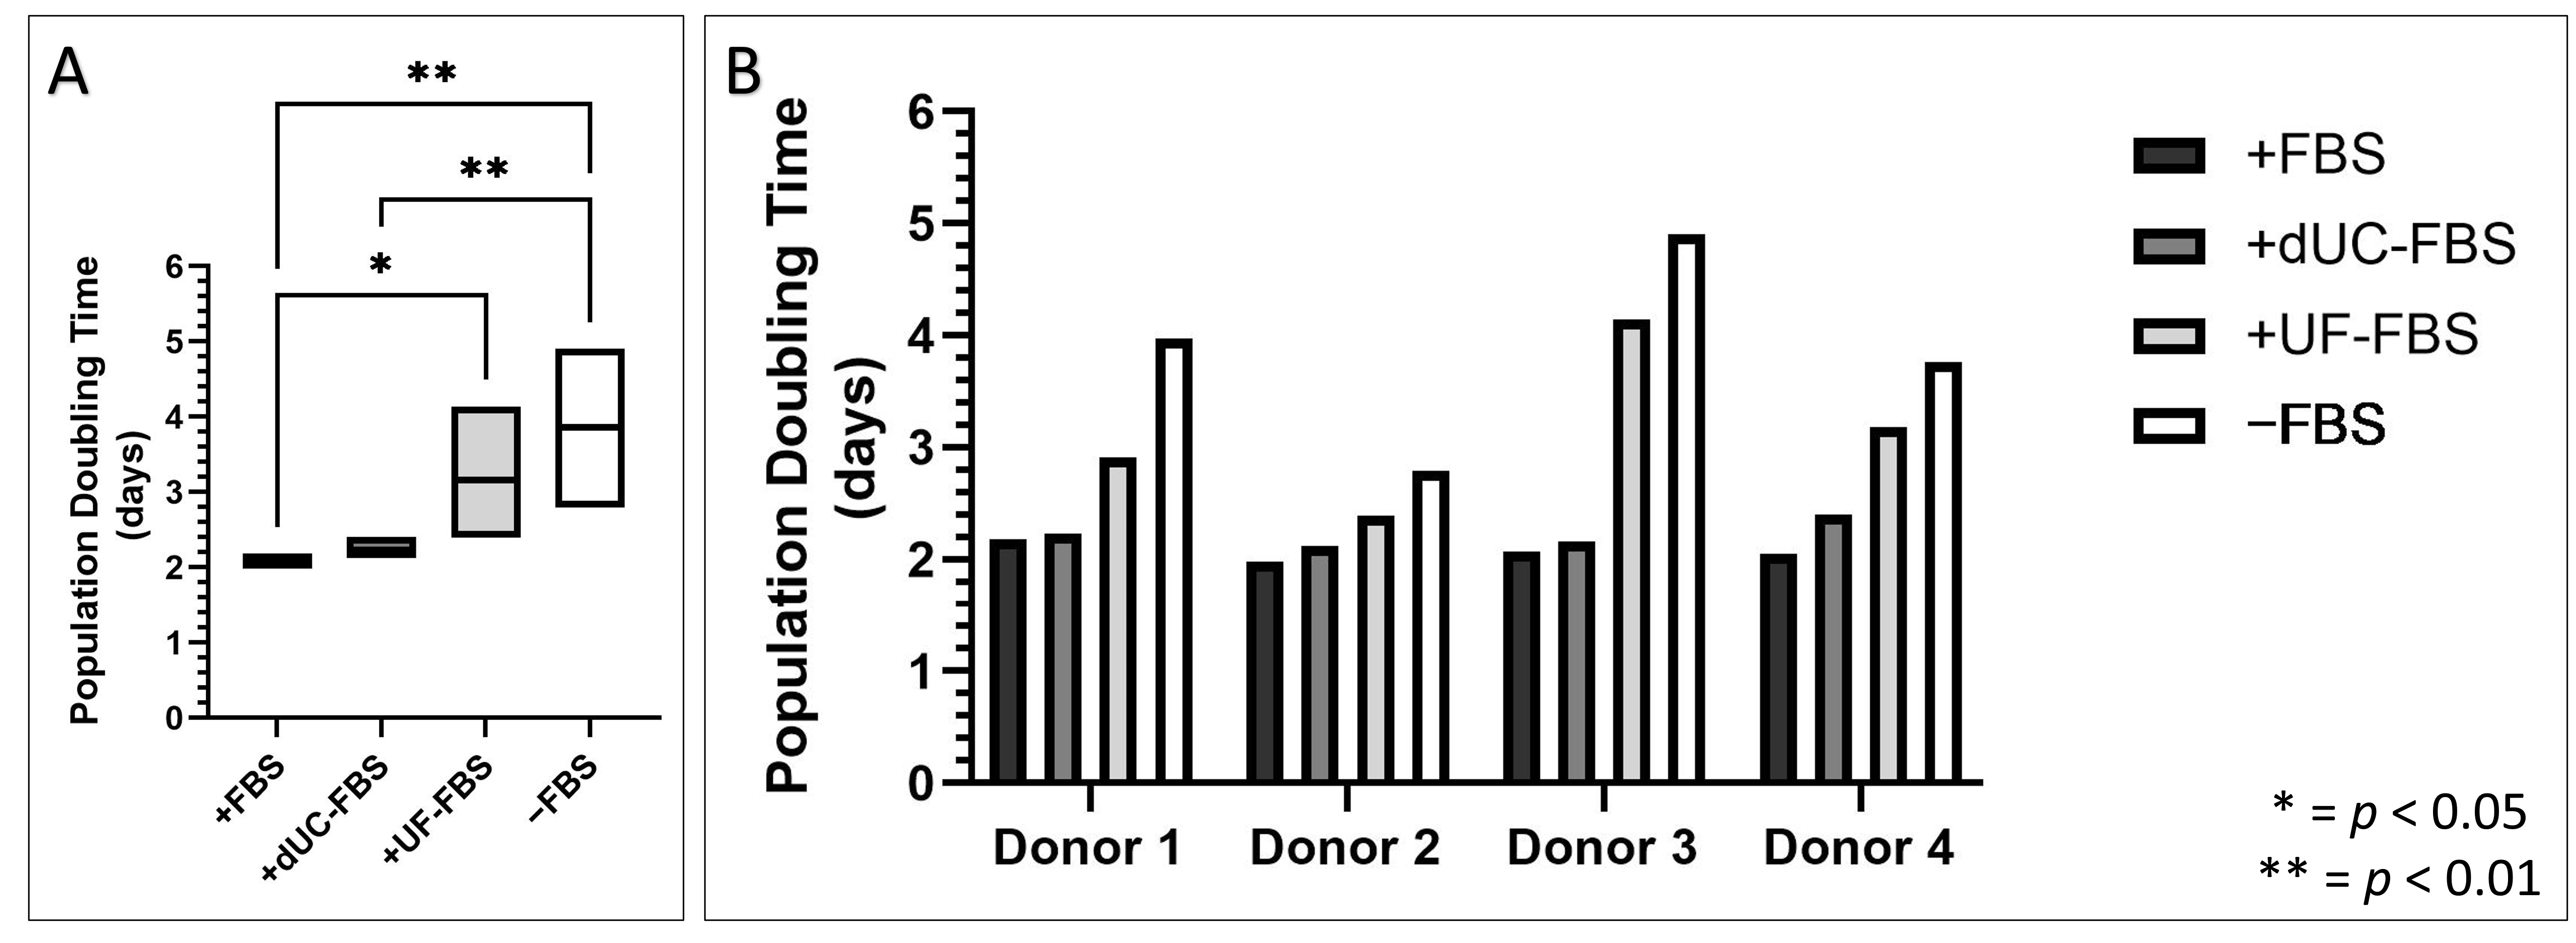 A
**
**
*
Population Doubling Time
(days)
6
5
4
3
2
1
0
+FBS
+dUC-FBS
+UF-FBS
−FBS
B
Population Doubling Time
(days)
6
5
4
3
2
1
0
Donor 1
Donor 2
Donor 3
Donor 4
+FBS
+dUC-FBS
+UF-FBS
−FBS
* = p < 0.05
** = p < 0.01